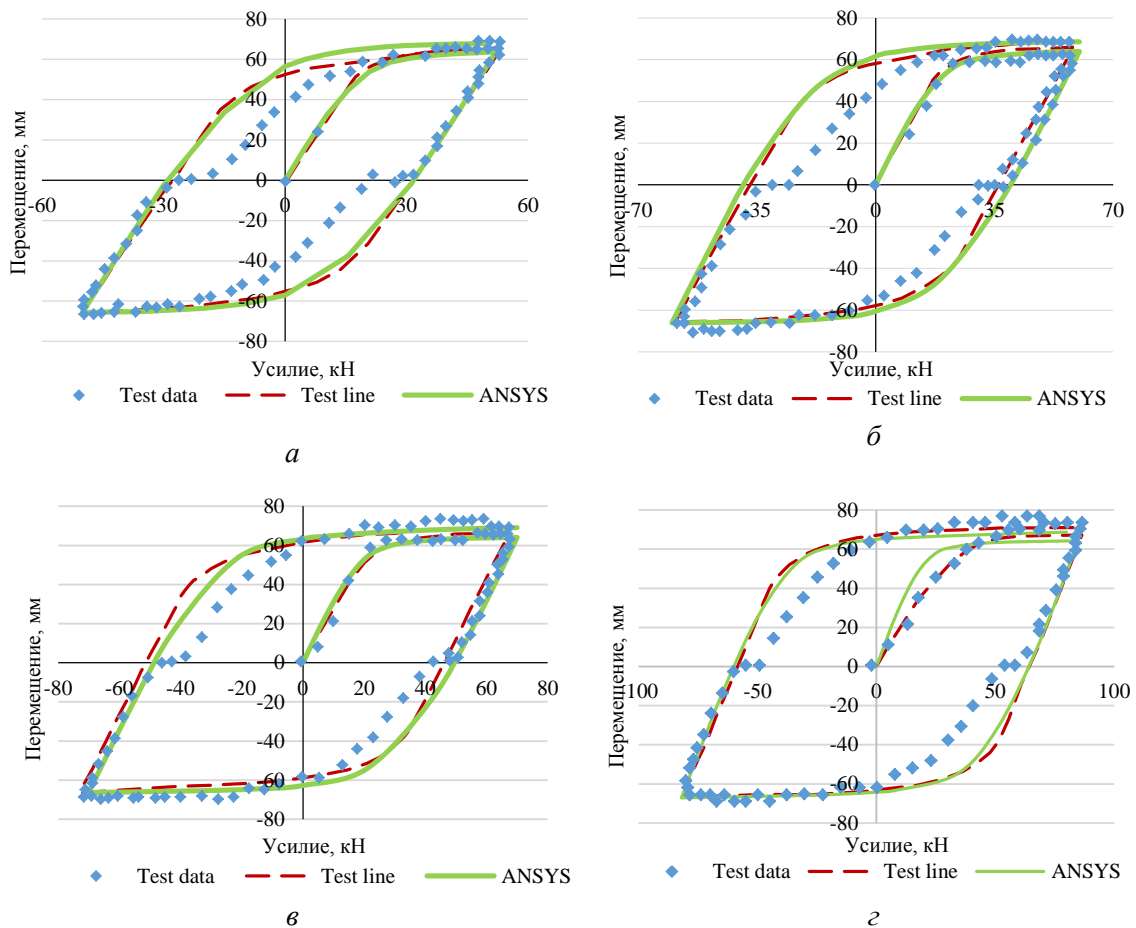 80
60
40
20
0
-20
-40
-60
-80
-60 -30 0 30 60
Перемещение, мм
Усилие, кН
Test data Test line ANSYS
а
80
60
40
20
0
-20
-40
-60
-80
-70 -35 0 35 70
Перемещение, мм
Усилие, кН
Test data Test line ANSYS
б
80
60
40
20
0
-20
-40
-60
-80
-80 -60 -40 -20 0 20 40 60 80
Перемещение, мм
Усилие, кН
Test data Test line ANSYS
в
80
60
40
20
0
-20
-40
-60
-80
-100 -50 0 50 100
Перемещение, мм
Усилие, кН
Test data Test line ANSYS
г